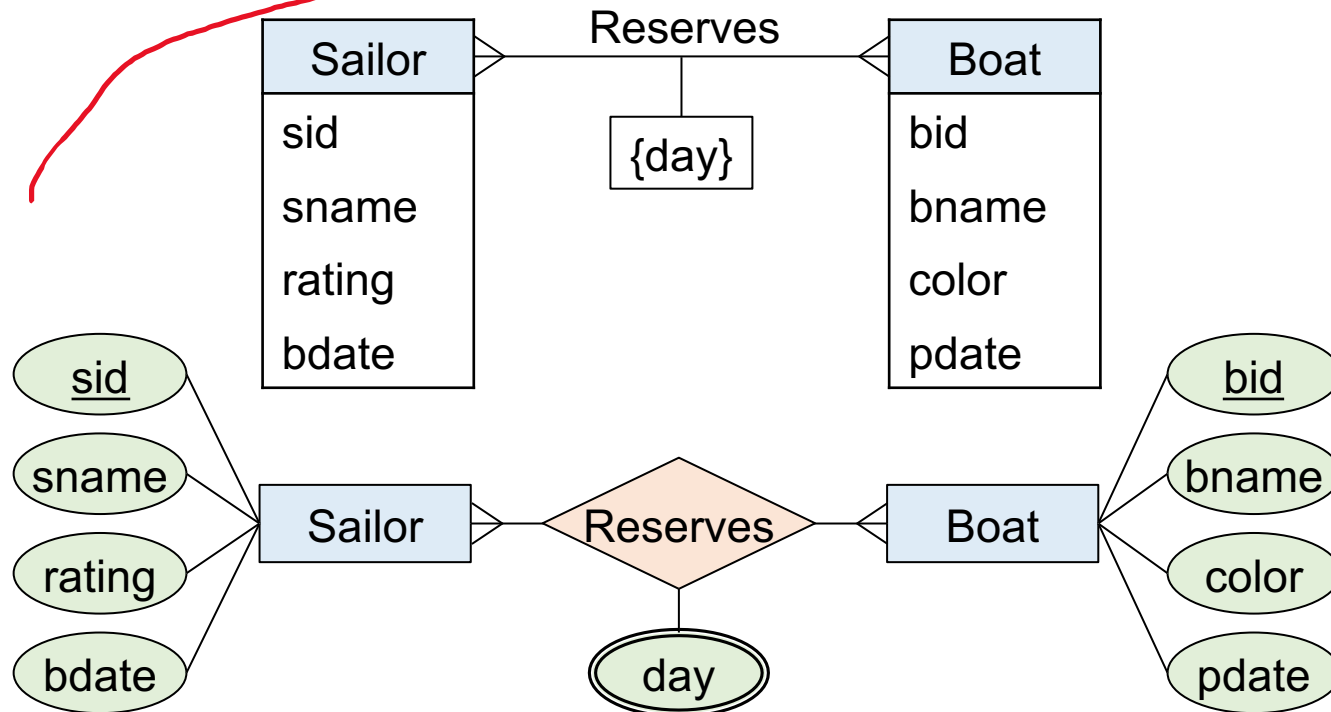 Reserves
Sailor
Boat
sid
sname
rating
bdate
{day}
bid
bname
color
pdate
sid
sname
rating
bdate
Sailor
Reserves
Boat
day
bid
bname
color
pdate